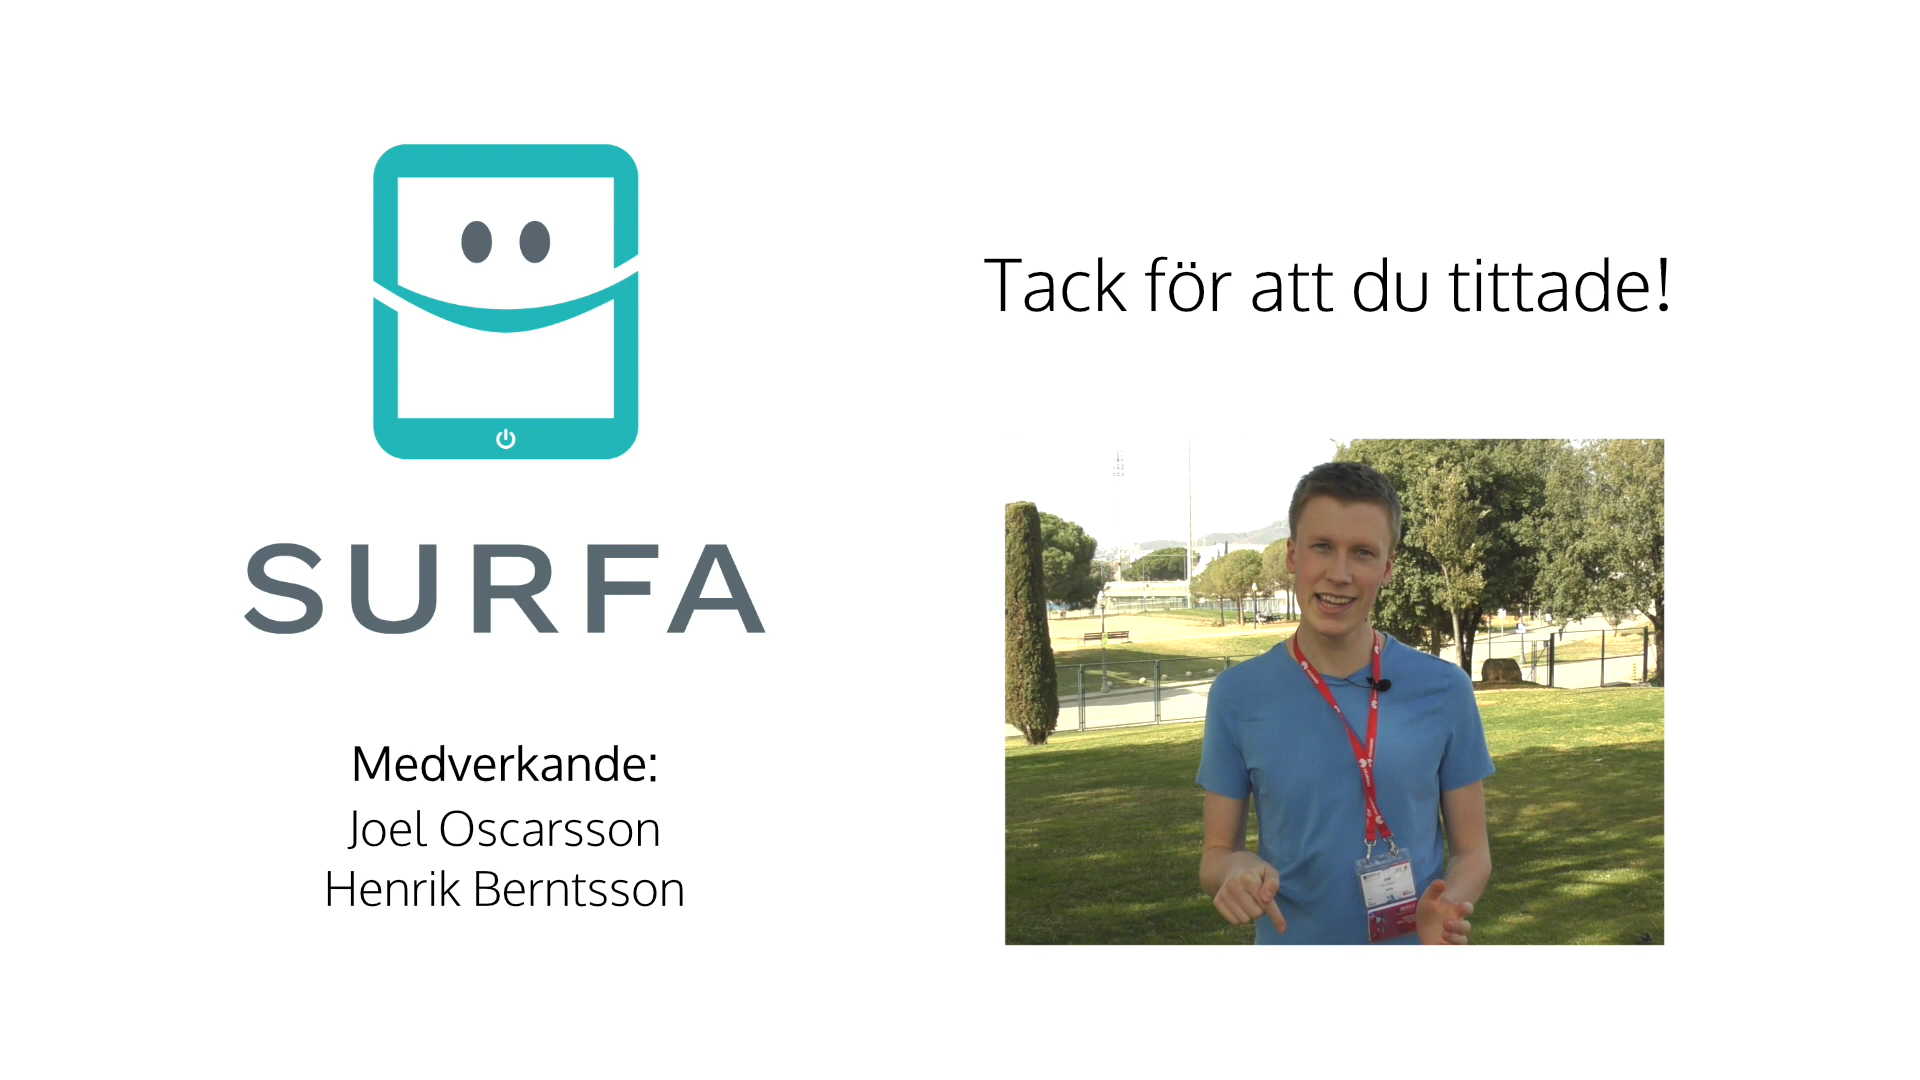 SURFA
Medverkande:
Joel Oscarsson
Henrik Berntsson
Tack för att du tittade!